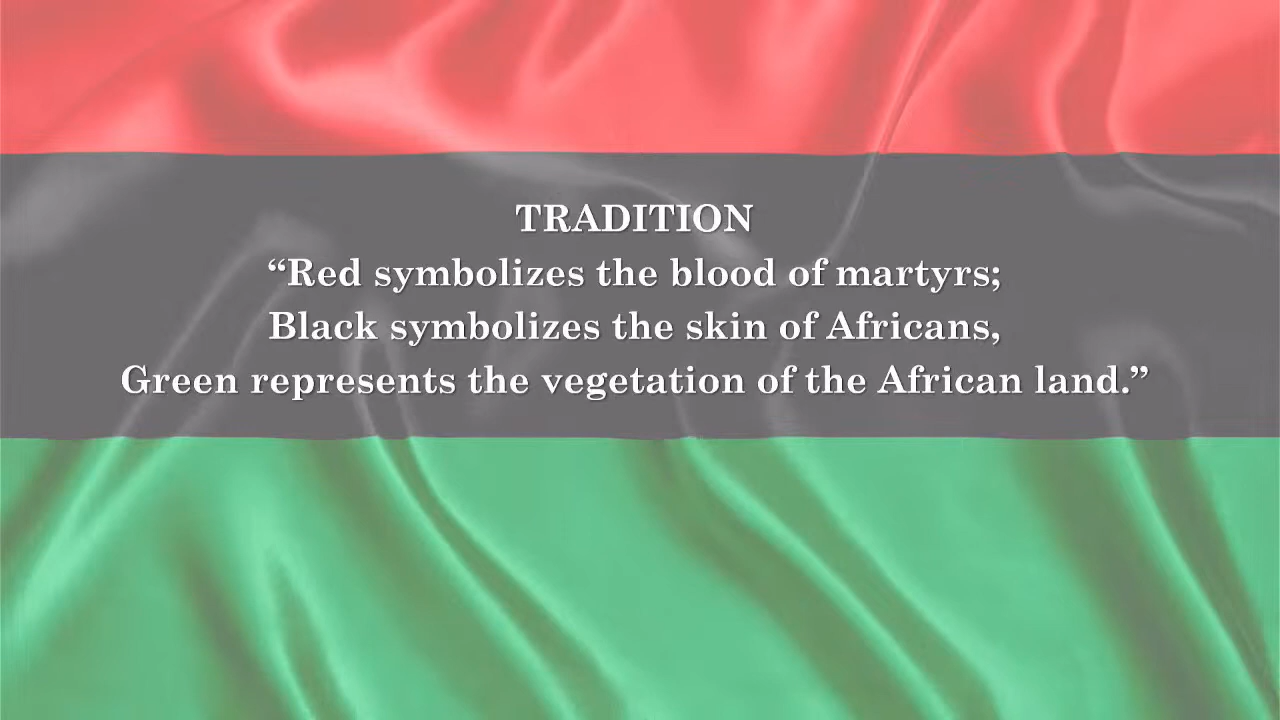 TRADITION
“Red symbolizes the blood of martyrs;
Black symbolizes the skin of Africans,
Green represents the vegetation of the African land.”